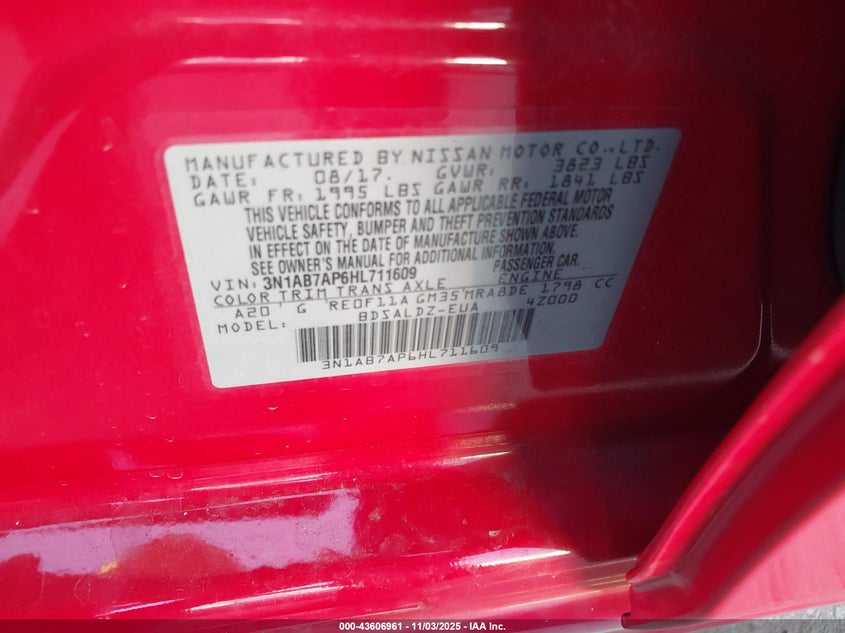 MANUFACTURED BY NISSAN MOTOR CO.,LTD.
DATE: 08/17. GVWR: 3823 LBS
GAWR FR: 1995 LBS GAWR RR: 1841 LBS
THIS VEHICLE CONFORMS TO ALL APPLICABLE FEDERAL MOTOR
VEHICLE SAFETY, BUMPER AND THEFT PREVENTION STANDARDS
IN EFFECT ON THE DATE OF MANUFACTURE SHOWN ABOVE.
SEE OWNER'S MANUAL FOR ADDITIONAL INFORMATION.
VIN: 3N1AB7AP6HL711609 PASSENGER CAR.
COLOR TRIM TRANS AXLE ENGINE
A20 G RE0F11A GM35 MRA8DE 1798 CC
MODEL: BDSALDZ-EUA 4Z000
3N1AB7AP6HL711609
000-43606961 - 11/03/2025 - IAA Inc.